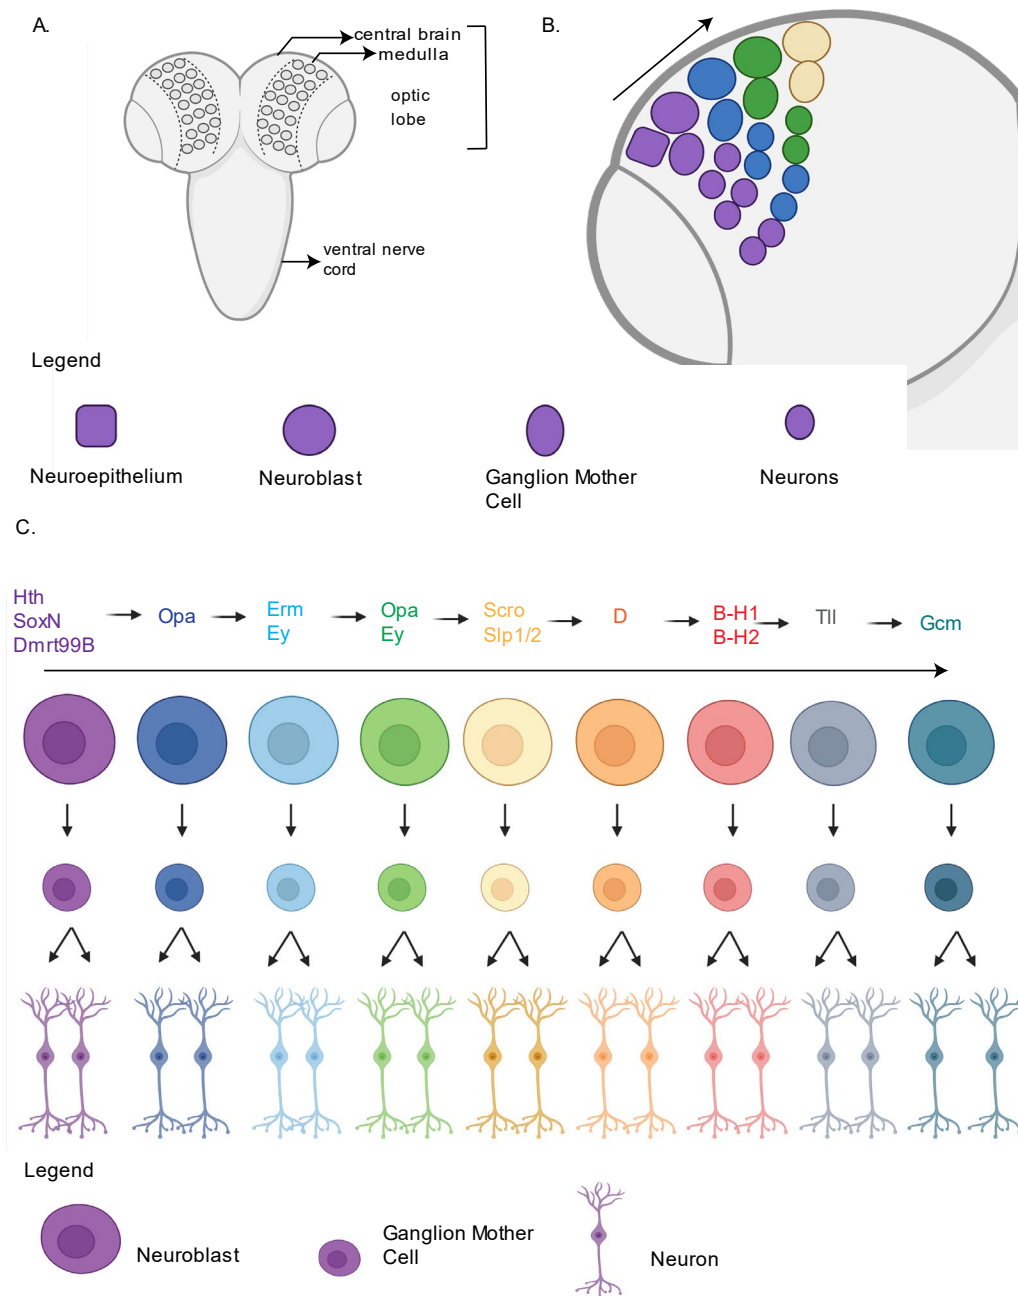 A.
central brain
medulla
optic
lobe
ventral nerve
cord
B.
Legend
Neuroepithelium
Neuroblast
Ganglion Mother
Cell
Neurons
C.
Hth
SoxN
Dmrt99B
Opa
Erm
Ey
Opa
Ey
Scro
Slp1/2
D
B-H1
B-H2
Tll
Gcm
Legend
Neuroblast
Ganglion Mother
Cell
Neuron